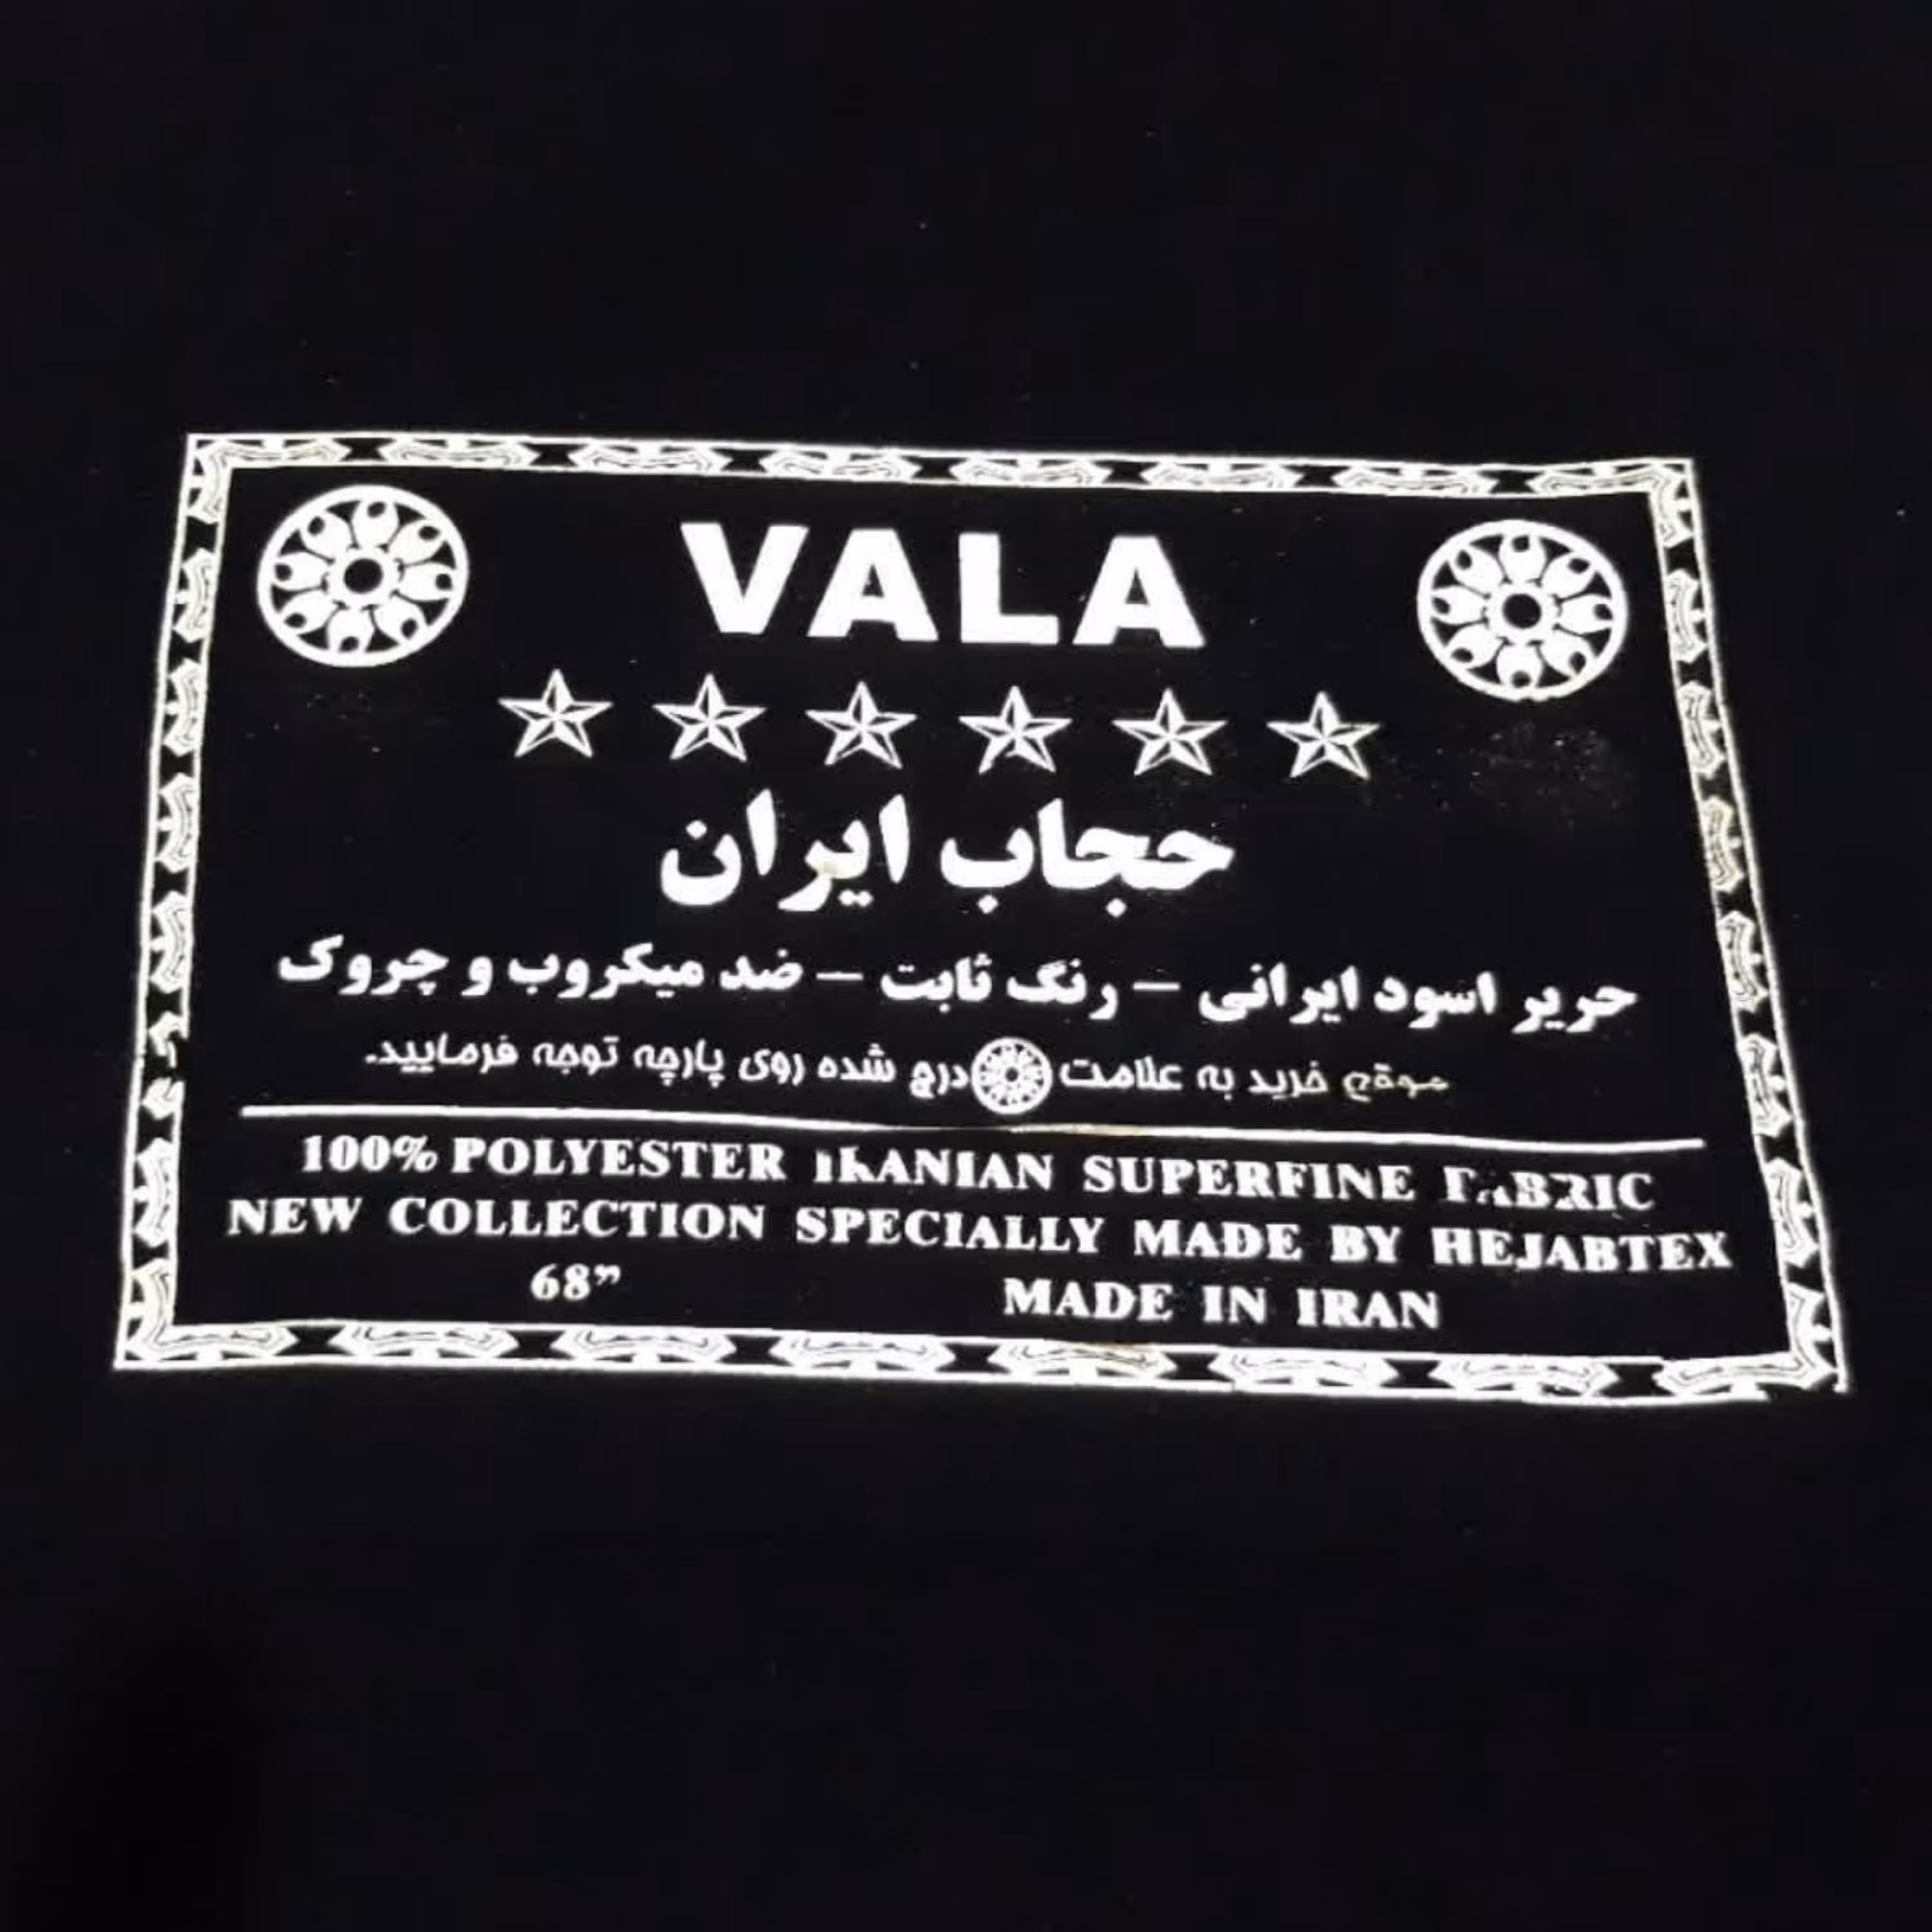 VALA
حجاب ایران
حریر اسود ایرانی – رنگ ثابت – ضد میکروب و چروک
موقع خرید به علامت درج شده روی پارچه توجه فرمایید.
100% POLYESTER IRANIAN SUPERFINE FABRIC
NEW COLLECTION SPECIALLY MADE BY HEJABTEX
68” MADE IN IRAN